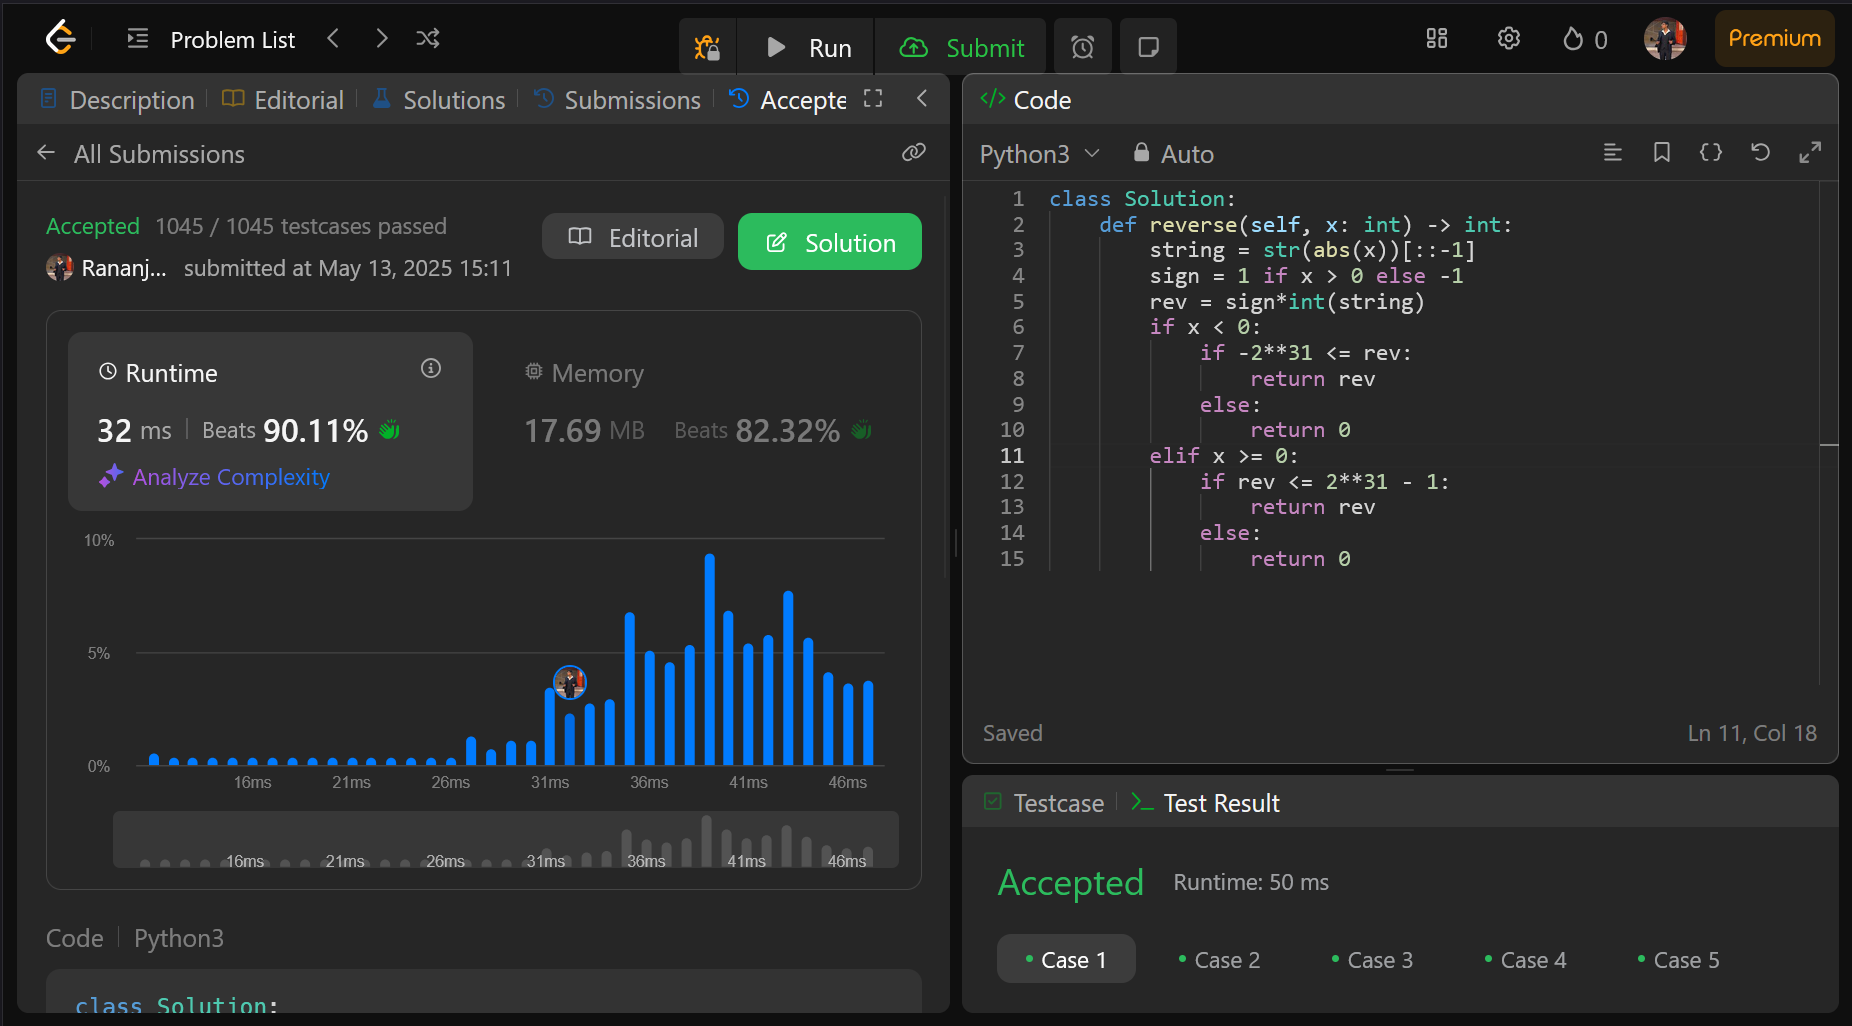 Problem List
Run
Submit
0
Premium
Description
Editorial
Solutions
Submissions
Accepte
All Submissions
Accepted 1045 / 1045 testcases passed
Rananj... submitted at May 13, 2025 15:11
Editorial
Solution
Runtime
32 ms | Beats 90.11%
Analyze Complexity
Memory
17.69 MB Beats 82.32%
10%
5%
0%
16ms 21ms 26ms 31ms 36ms 41ms 46ms
16ms 21ms 26ms 31ms 36ms 41ms 46ms
Code | Python3
class Solution:
</> Code
Python3
Auto
1 class Solution:
2     def reverse(self, x: int) -> int:
3         string = str(abs(x))[::-1]
4         sign = 1 if x > 0 else -1
5         rev = sign*int(string)
6         if x < 0:
7             if -2**31 <= rev:
8                 return rev
9             else:
10                 return 0
11         elif x >= 0:
12             if rev <= 2**31 - 1:
13                 return rev
14             else:
15                 return 0
Saved
Ln 11, Col 18
Testcase
Test Result
Accepted Runtime: 50 ms
Case 1
Case 2
Case 3
Case 4
Case 5